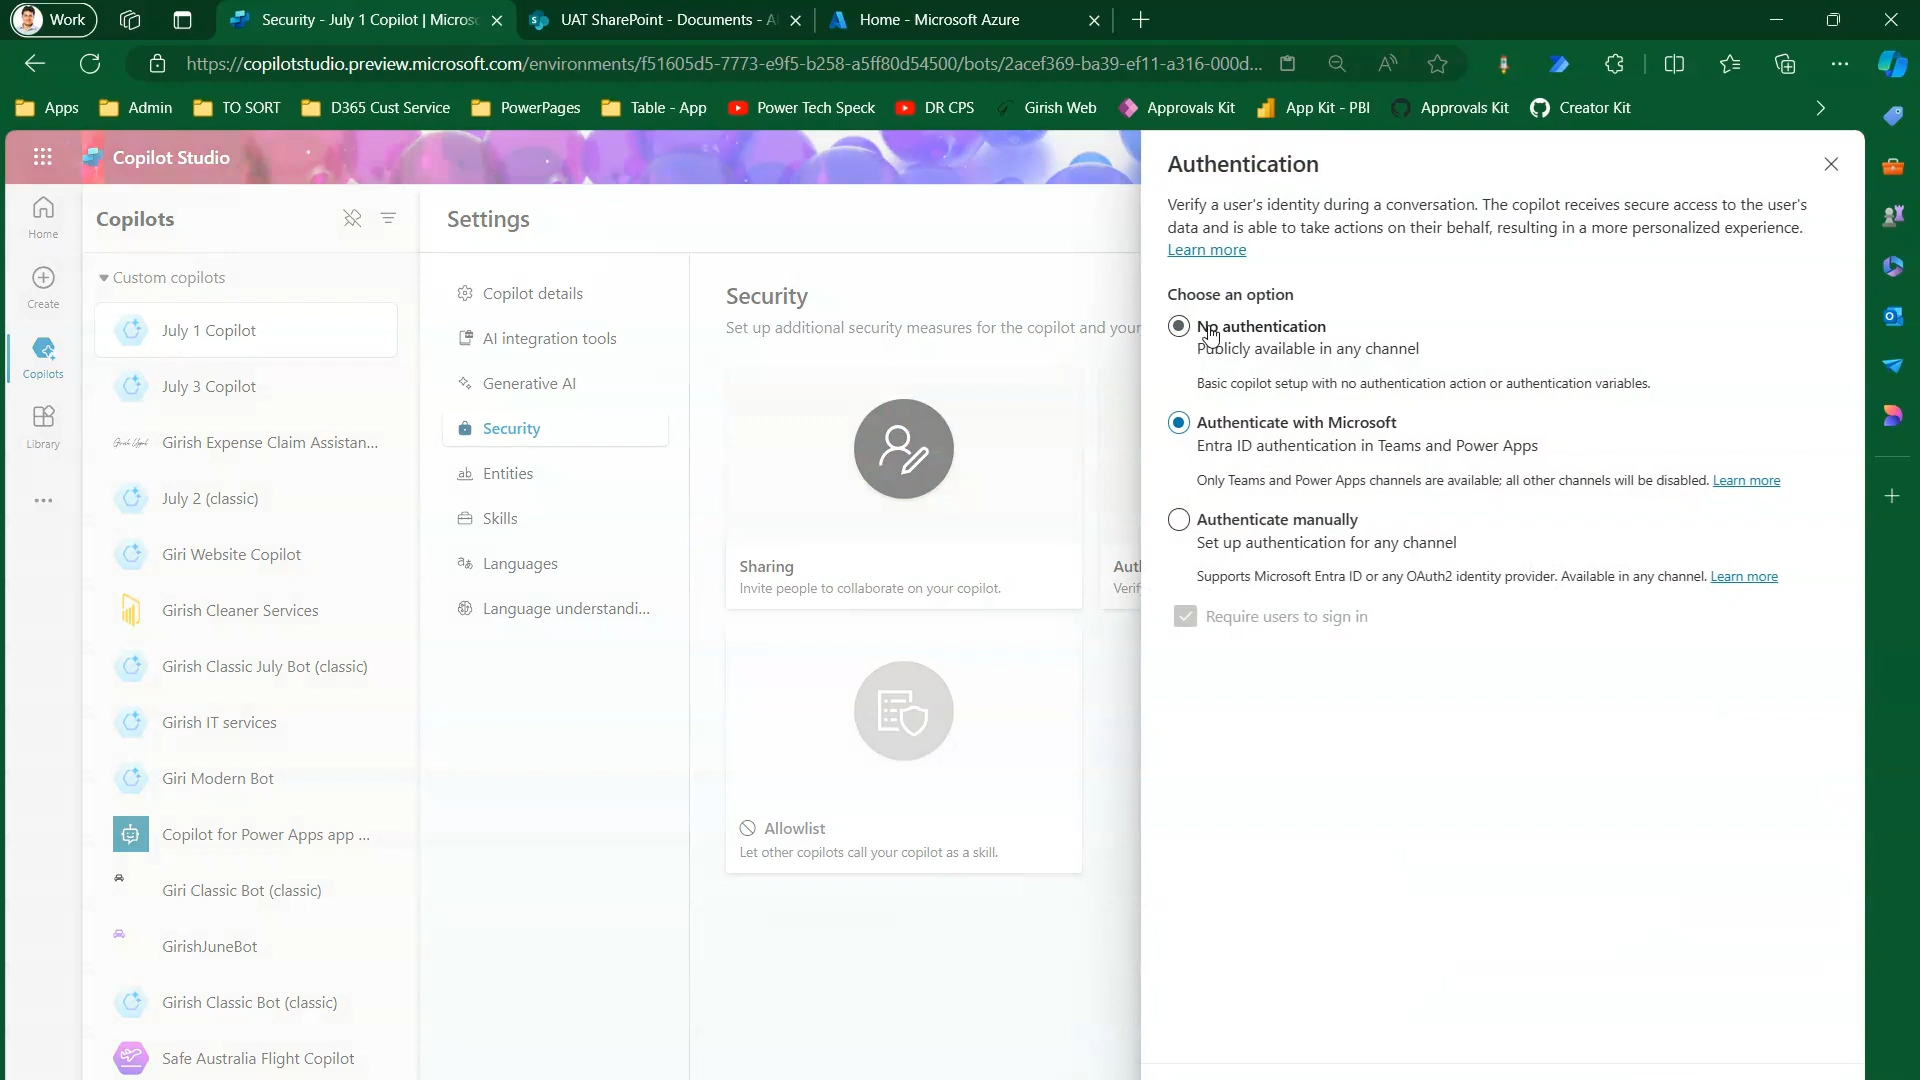 Work
Security - July 1 Copilot | Micros
UAT SharePoint - Documents - A
Home - Microsoft Azure
https://copilotstudio.preview.microsoft.com/environments/f51605d5-7773-e9f5-b258-a5ff80d54500/bots/2acef369-ba39-ef11-a316-000d...
Apps
Admin
TO SORT
D365 Cust Service
PowerPages
Table - App
Power Tech Speck
DR CPS
Girish Web
Approvals Kit
App Kit - PBI
Approvals Kit
Creator Kit
Copilot Studio
Home
Create
Copilots
Library
Copilots
Custom copilots
July 1 Copilot
July 3 Copilot
Girish Expense Claim Assistan...
July 2 (classic)
Giri Website Copilot
Girish Cleaner Services
Girish Classic July Bot (classic)
Girish IT services
Giri Modern Bot
Copilot for Power Apps app ...
Giri Classic Bot (classic)
GirishJuneBot
Girish Classic Bot (classic)
Safe Australia Flight Copilot
Settings
Copilot details
AI integration tools
Generative AI
Security
Entities
Skills
Languages
Language understandi...
Security
Set up additional security measures for the copilot and your
Sharing
Invite people to collaborate on your copilot.
Aut
Verif
Allowlist
Let other copilots call your copilot as a skill.
Authentication
Verify a user's identity during a conversation. The copilot receives secure access to the user's
data and is able to take actions on their behalf, resulting in a more personalized experience.
Learn more
Choose an option
No authentication
Publicly available in any channel
Basic copilot setup with no authentication action or authentication variables.
Authenticate with Microsoft
Entra ID authentication in Teams and Power Apps
Only Teams and Power Apps channels are available; all other channels will be disabled. Learn more
Authenticate manually
Set up authentication for any channel
Supports Microsoft Entra ID or any OAuth2 identity provider. Available in any channel. Learn more
Require users to sign in